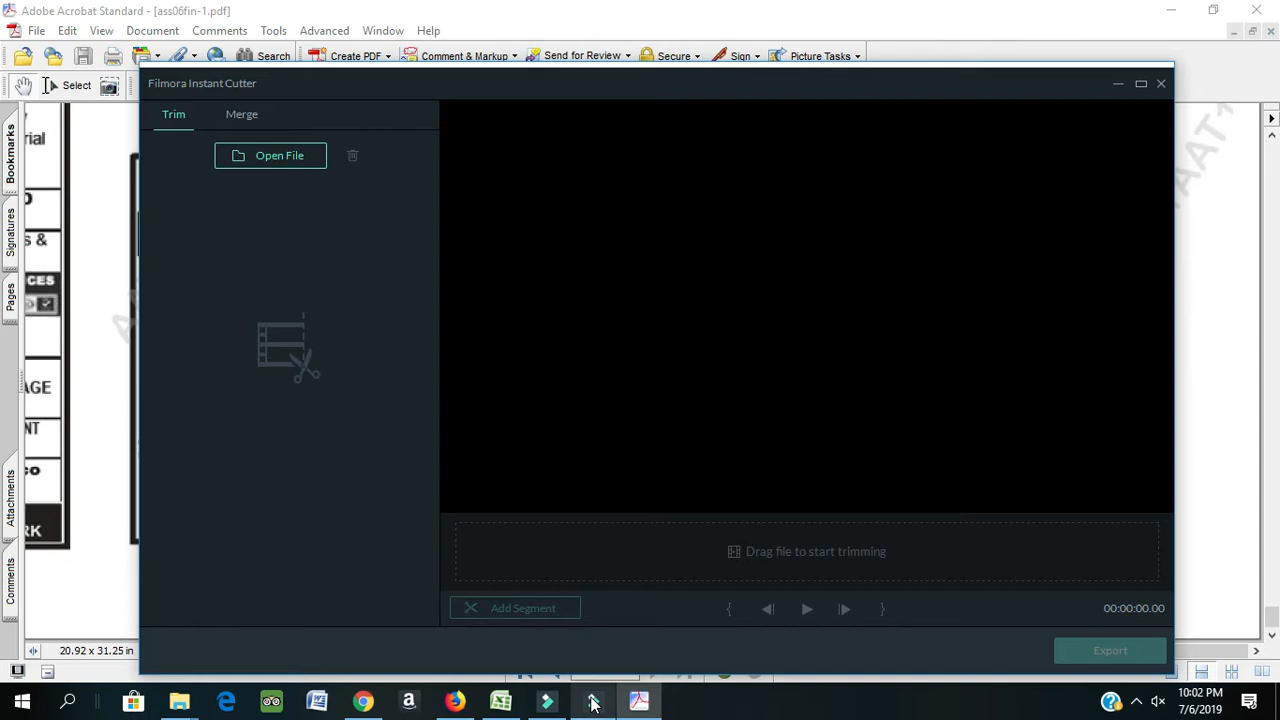 Adobe Acrobat Standard - [ass06fin-1.pdf]
File Edit View Document Comments Tools Advanced Window Help
Search Create PDF Comment & Markup Send for Review Secure Sign Picture Tasks
Select
Filmora Instant Cutter
Trim Merge
Open File
Bookmarks
Signatures
Pages
Attachments
Comments
rial
S &
CES
AGE
NT
co
RK
Drag file to start trimming
Add Segment
{ }
00:00:00.00
Export
20.92 x 31.25 in
10:02 PM
7/6/2019